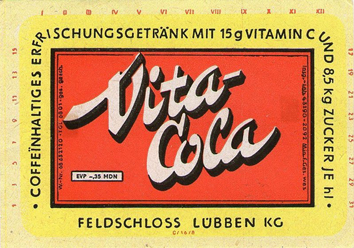 · COFFEINHALTIGES ERFRISCHUNGSGETRÄNK MIT 15g VITAMIN C UND 8,5 kg ZUCKER JE hl ·
Vita-
Cola
EVP -,35 MDN
FELDSCHLOSS LÜBBEN KG